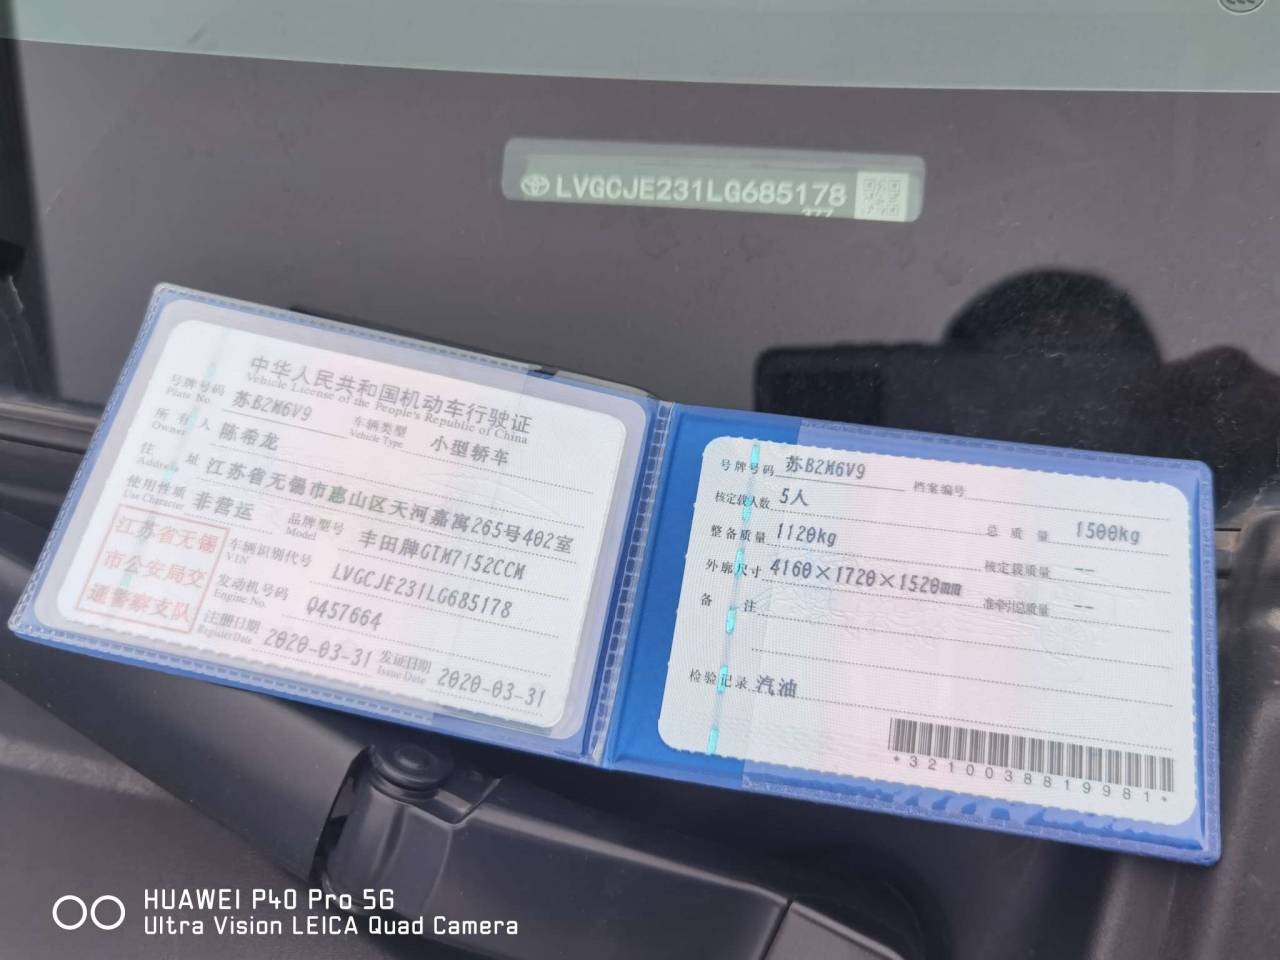 LVGCJE231LG685178
377
中华人民共和国机动车行驶证
Vehicle License of the People's Republic of China
号牌号码 苏B2M6V9 车辆类型 小型轿车
Plate No. Vehicle Type
所有人 陈希龙
Owner
住址 江苏省无锡市惠山区天河嘉寓265号402室
Address
使用性质 非营运 品牌型号 丰田牌GTM7152CCM
Use Character Model
江苏省无锡
市公安局交
通警察支队
车辆识别代号 LVGCJE231LG685178
VIN
发动机号码 Q457664
Engine No.
注册日期 2020-03-31 发证日期 2020-03-31
Register Date Issue Date
号牌号码 苏B2M6V9 档案编号
核定载人数 5人 总质量 1500kg
整备质量 1120kg 核定载质量 --
外廓尺寸 4160×1720×1520mm 准牵引总质量 --
备注
检验记录 汽油
*3210038819981*
HUAWEI P40 Pro 5G
Ultra Vision LEICA Quad Camera